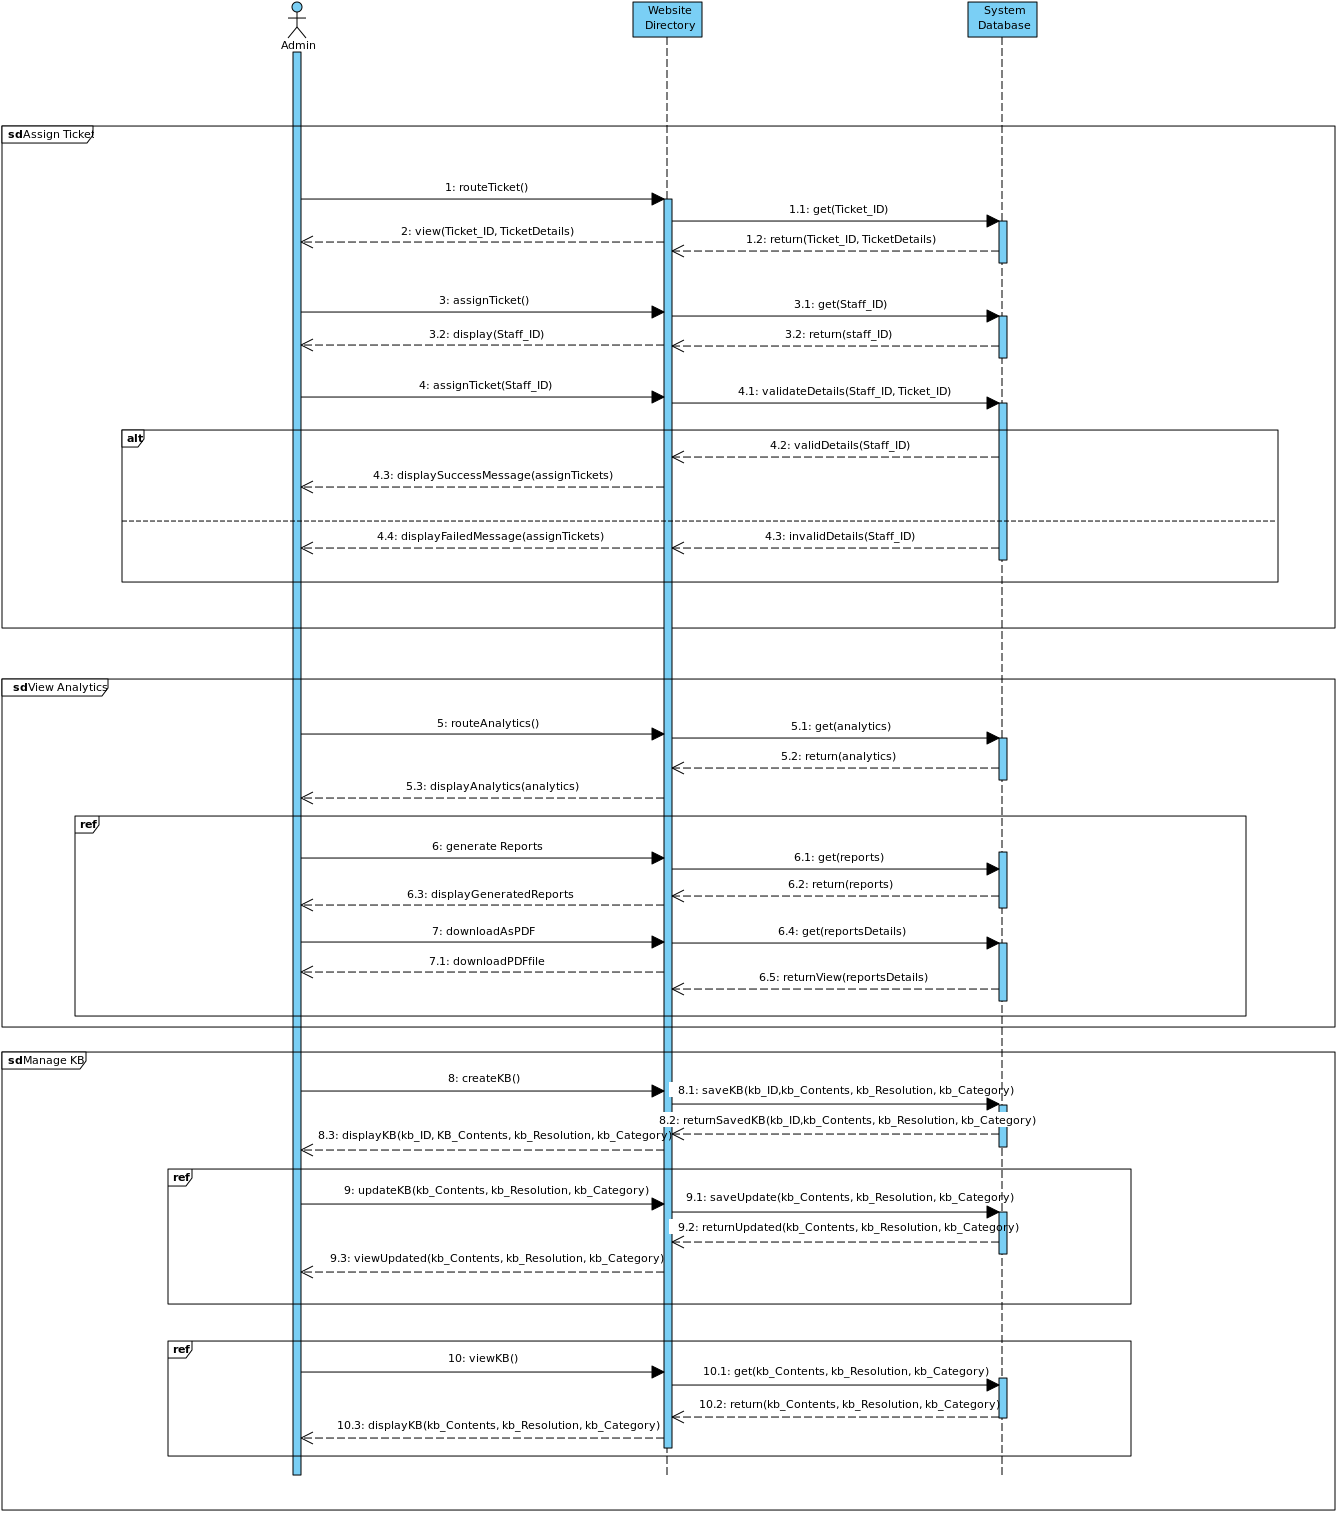 Admin
Website
Directory
System
Database
sd Assign Ticket
1: routeTicket()
1.1: get(Ticket_ID)
2: view(Ticket_ID, TicketDetails)
1.2: return(Ticket_ID, TicketDetails)
3: assignTicket()
3.1: get(Staff_ID)
3.2: display(Staff_ID)
3.2: return(staff_ID)
4: assignTicket(Staff_ID)
4.1: validateDetails(Staff_ID, Ticket_ID)
alt
4.2: validDetails(Staff_ID)
4.3: displaySuccessMessage(assignTickets)
4.4: displayFailedMessage(assignTickets)
4.3: invalidDetails(Staff_ID)
sd View Analytics
5: routeAnalytics()
5.1: get(analytics)
5.2: return(analytics)
5.3: displayAnalytics(analytics)
ref
6: generate Reports
6.1: get(reports)
6.2: return(reports)
6.3: displayGeneratedReports
7: downloadAsPDF
6.4: get(reportsDetails)
7.1: downloadPDFfile
6.5: returnView(reportsDetails)
sd Manage KB
8: createKB()
8.1: saveKB(kb_ID,kb_Contents, kb_Resolution, kb_Category)
8.2: returnSavedKB(kb_ID,kb_Contents, kb_Resolution, kb_Category)
8.3: displayKB(kb_ID, KB_Contents, kb_Resolution, kb_Category)
ref
9: updateKB(kb_Contents, kb_Resolution, kb_Category)
9.1: saveUpdate(kb_Contents, kb_Resolution, kb_Category)
9.2: returnUpdated(kb_Contents, kb_Resolution, kb_Category)
9.3: viewUpdated(kb_Contents, kb_Resolution, kb_Category)
ref
10: viewKB()
10.1: get(kb_Contents, kb_Resolution, kb_Category)
10.2: return(kb_Contents, kb_Resolution, kb_Category)
10.3: displayKB(kb_Contents, kb_Resolution, kb_Category)